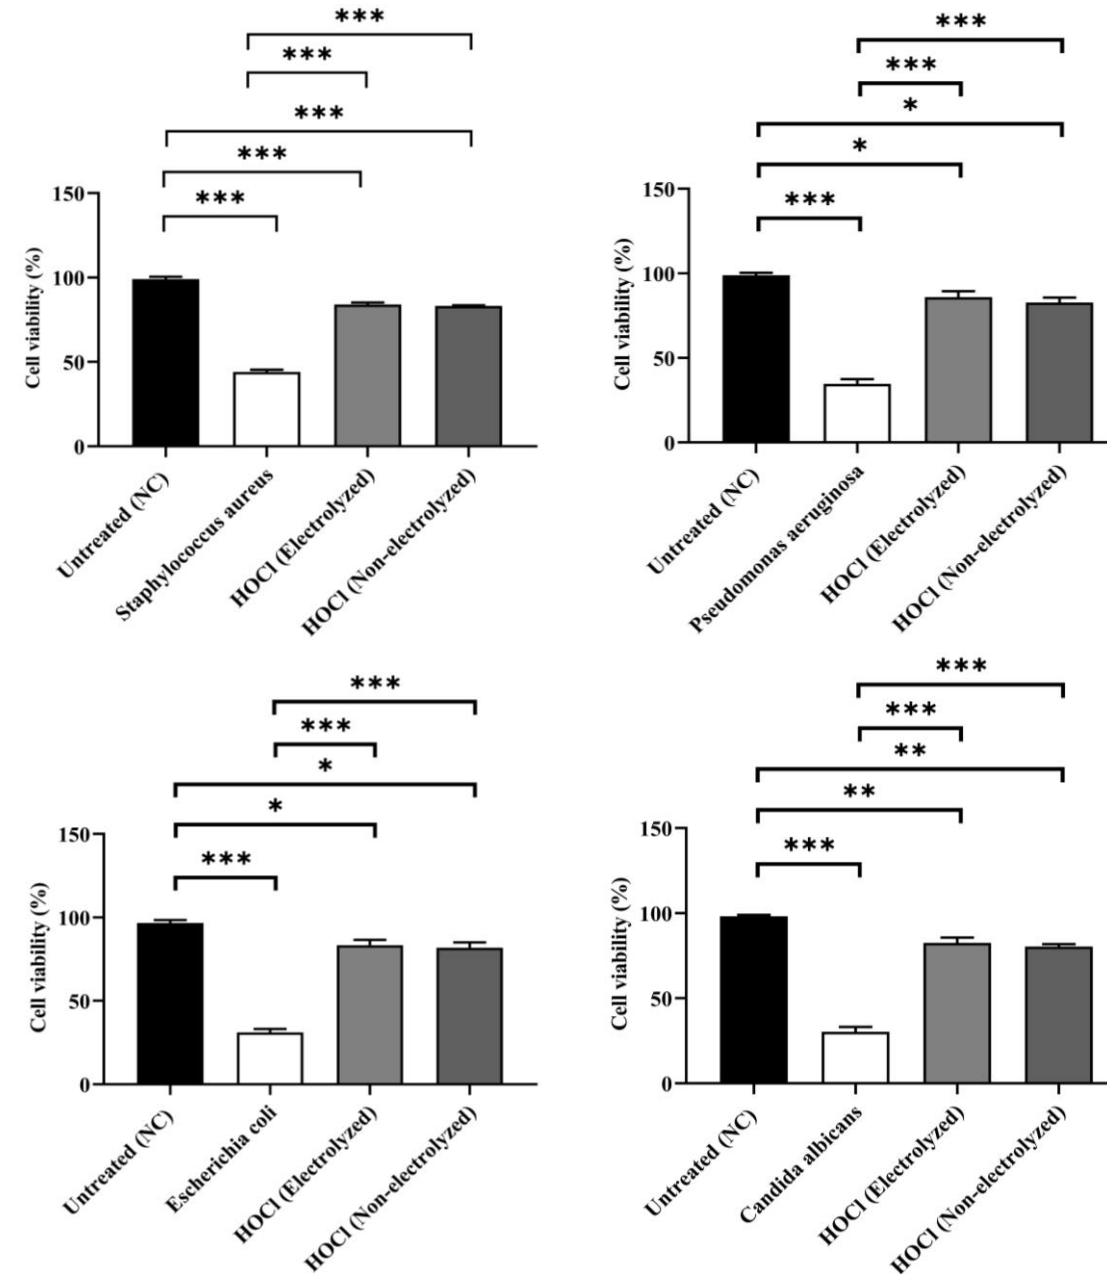 ***
***
***
***
***
150
100
50
0
Cell viability (%)
Untreated (NC)
Staphylococcus aureus
HOCl (Electrolyzed)
HOCl (Non-electrolyzed)
***
***
*
*
***
150
100
50
0
Cell viability (%)
Untreated (NC)
Pseudomonas aeruginosa
HOCl (Electrolyzed)
HOCl (Non-electrolyzed)
***
***
*
*
***
150
100
50
0
Cell viability (%)
Untreated (NC)
Escherichia coli
HOCl (Electrolyzed)
HOCl (Non-electrolyzed)
***
***
**
**
***
150
100
50
0
Cell viability (%)
Untreated (NC)
Candida albicans
HOCl (Electrolyzed)
HOCl (Non-electrolyzed)